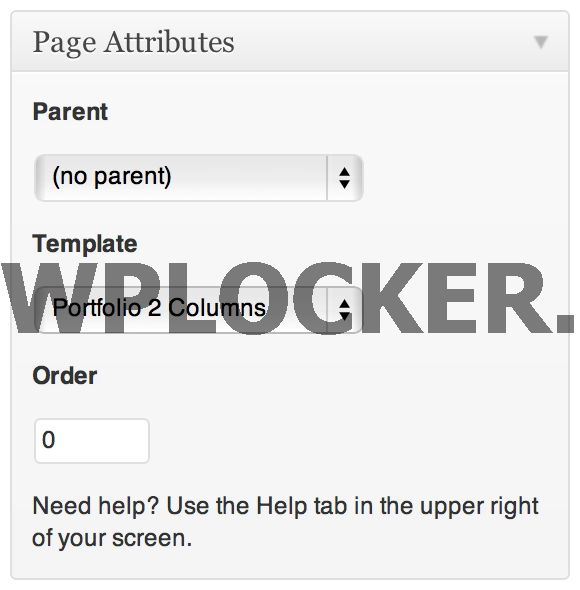 Page Attributes
Parent
(no parent)
Template
WPLOCKER.
Portfolio 2 Columns
Order
0
Need help? Use the Help tab in the upper right
of your screen.